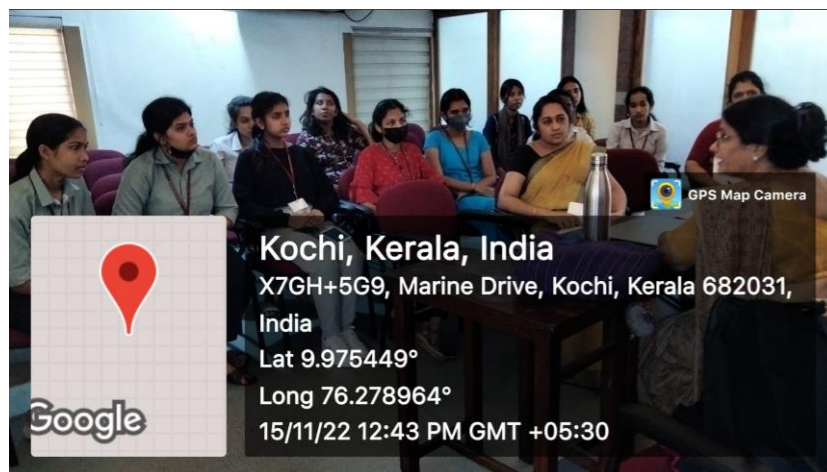 GPS Map Camera
Kochi, Kerala, India
X7GH+5G9, Marine Drive, Kochi, Kerala 682031,
India
Lat 9.975449°
Long 76.278964°
15/11/22 12:43 PM GMT +05:30
Google